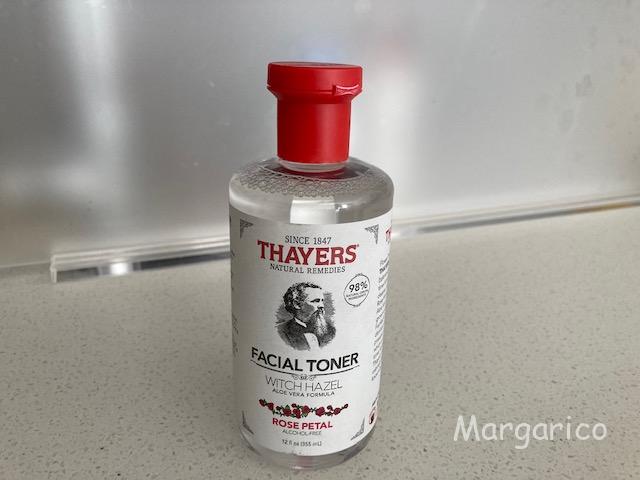 SINCE 1847
THAYERS
NATURAL REMEDIES
98%
FACIAL TONER
WITCH HAZEL
ALOE VERA FORMULA
ROSE PETAL
ALCOHOL-FREE
12 fl oz (355 mL)
Margarico